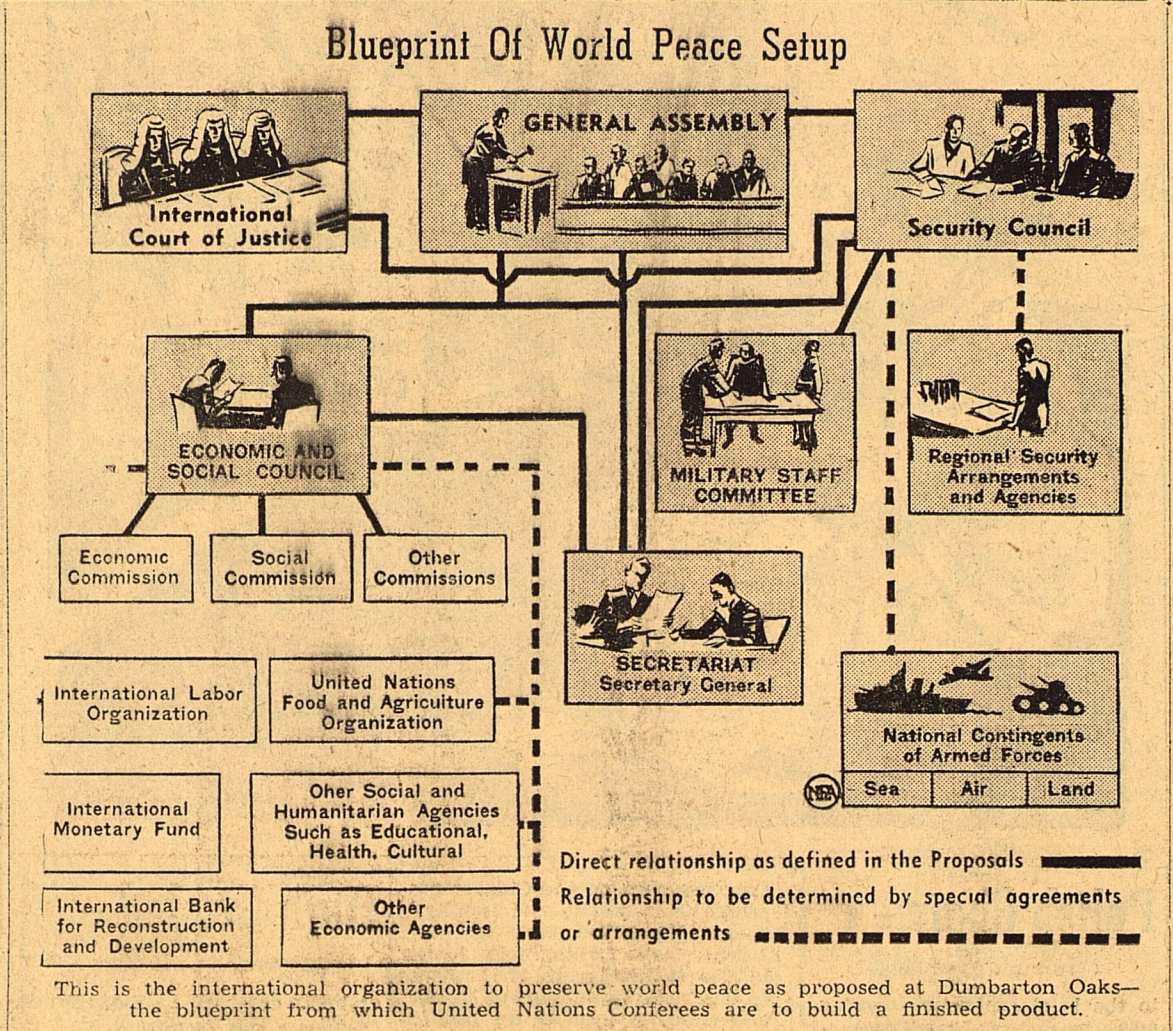 Blueprint Of World Peace Setup
International
Court of Justice
GENERAL ASSEMBLY
Security Council
ECONOMIC AND
SOCIAL COUNCIL
MILITARY STAFF
COMMITTEE
Regional Security
Arrangements
and Agencies
Economic
Commission
Social
Commission
Other
Commissions
SECRETARIAT
Secretary General
International Labor
Organization
United Nations
Food and Agriculture
Organization
National Contingents
of Armed Forces
Sea
Air
Land
NEA
International
Monetary Fund
Oher Social and
Humanitarian Agencies
Such as Educational,
Health, Cultural
International Bank
for Reconstruction
and Development
Other
Economic Agencies
Direct relationship as defined in the Proposals
Relationship to be determined by special agreements
or arrangements
This is the international organization to preserve world peace as proposed at Dumbarton Oaks—
the blueprint from which United Nations Conferees are to build a finished product.